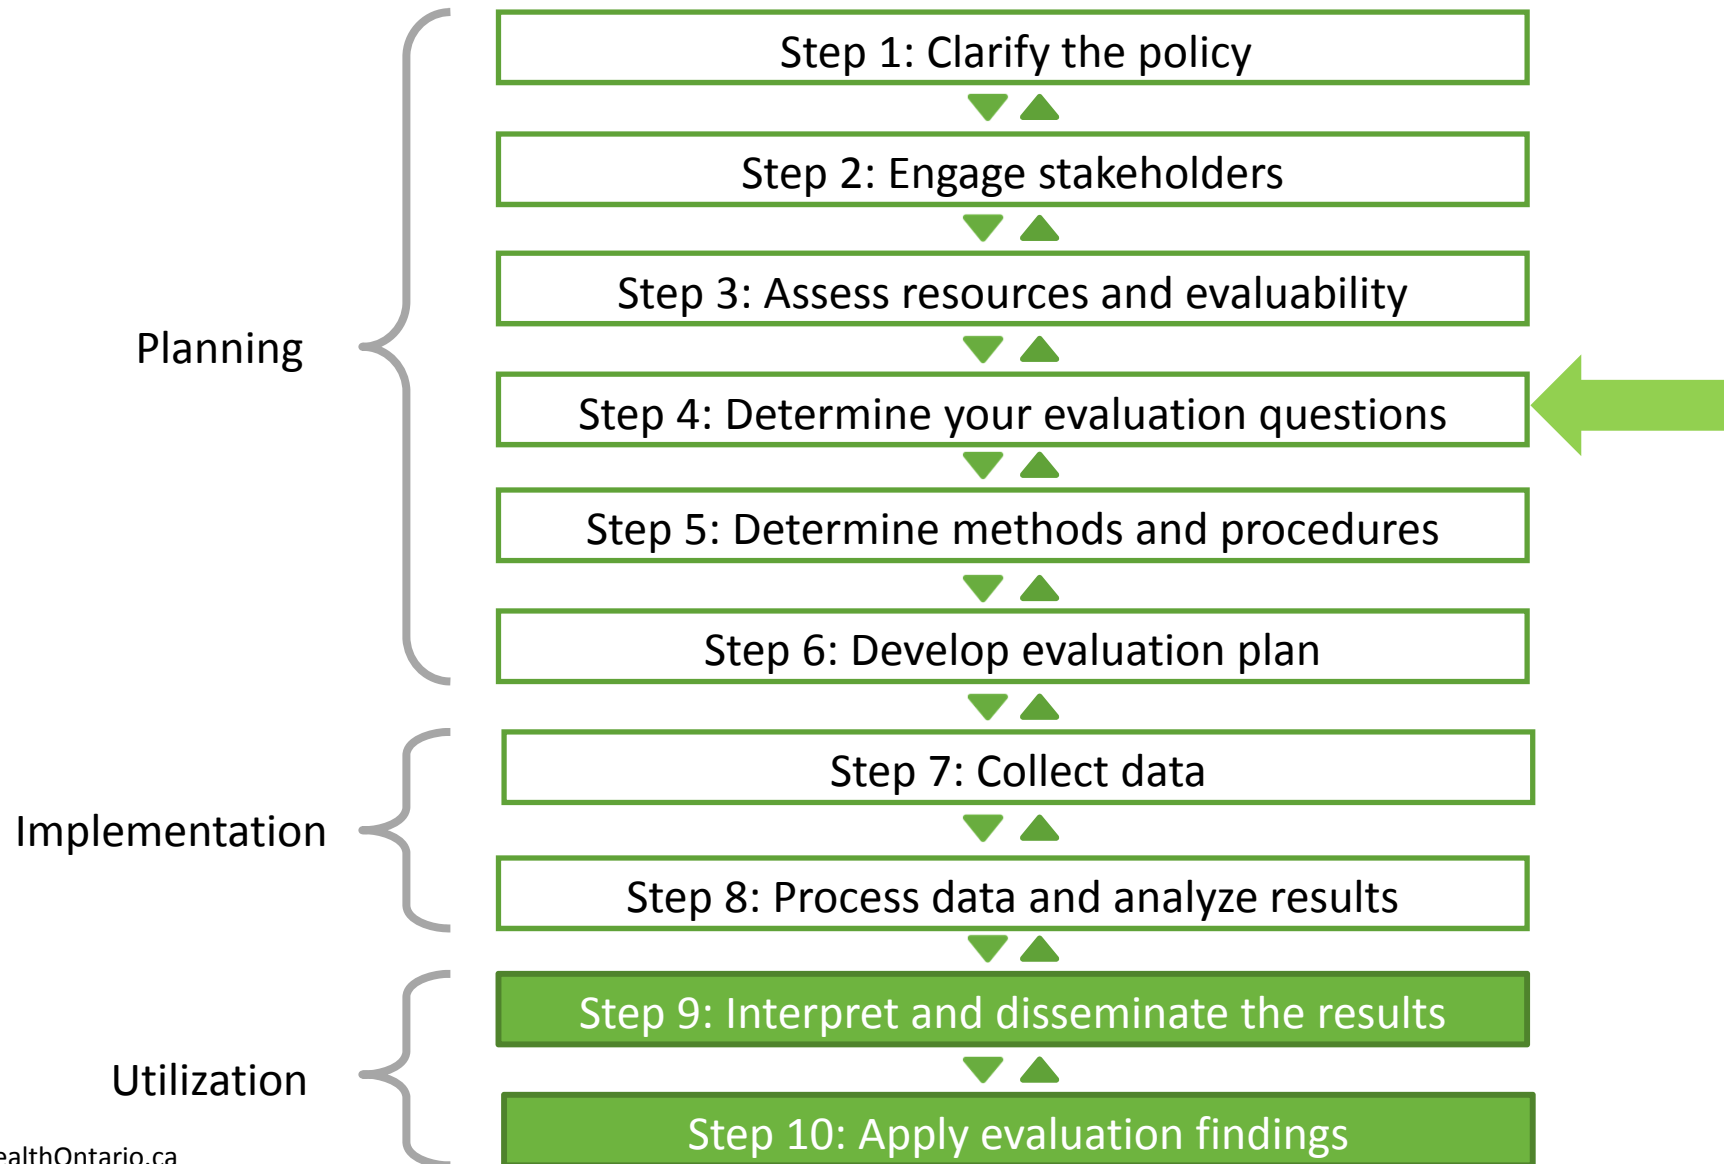 Step 1: Clarify the policy
Step 2: Engage stakeholders
Step 3: Assess resources and evaluability
Planning
Step 4: Determine your evaluation questions
Step 5: Determine methods and procedures
Step 6: Develop evaluation plan
Step 7: Collect data
Implementation
Step 8: Process data and analyze results
Step 9: Interpret and disseminate the results
Utilization
Step 10: Apply evaluation findings
ealthOntario.ca